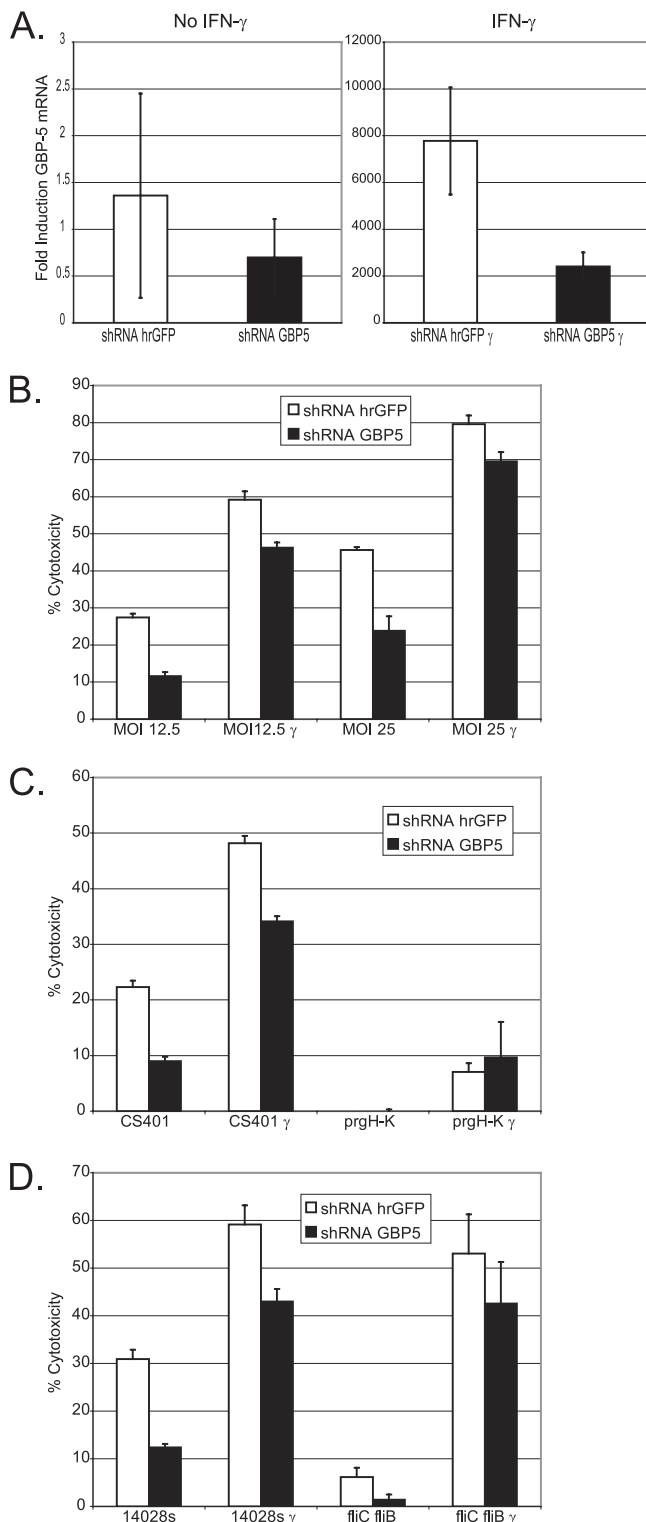 A.
No IFN-γ
IFN-γ
Fold Induction GBP-5 mRNA
3
2.5
2
1.5
1
0.5
0
shRNA hrGFP
shRNA GBP5
12000
10000
8000
6000
4000
2000
0
shRNA hrGFP γ
shRNA GBP5 γ
B.
% Cytotoxicity
90
80
70
60
50
40
30
20
10
0
shRNA hrGFP
shRNA GBP5
MOI 12.5
MOI12.5 γ
MOI 25
MOI 25 γ
C.
% Cytotoxicity
60
50
40
30
20
10
0
shRNA hrGFP
shRNA GBP5
CS401
CS401 γ
prgH-K
prgH-K γ
D.
% Cytotoxicity
70
60
50
40
30
20
10
0
shRNA hrGFP
shRNA GBP5
14028s
14028s γ
fliC fliB
fliC fliB γ